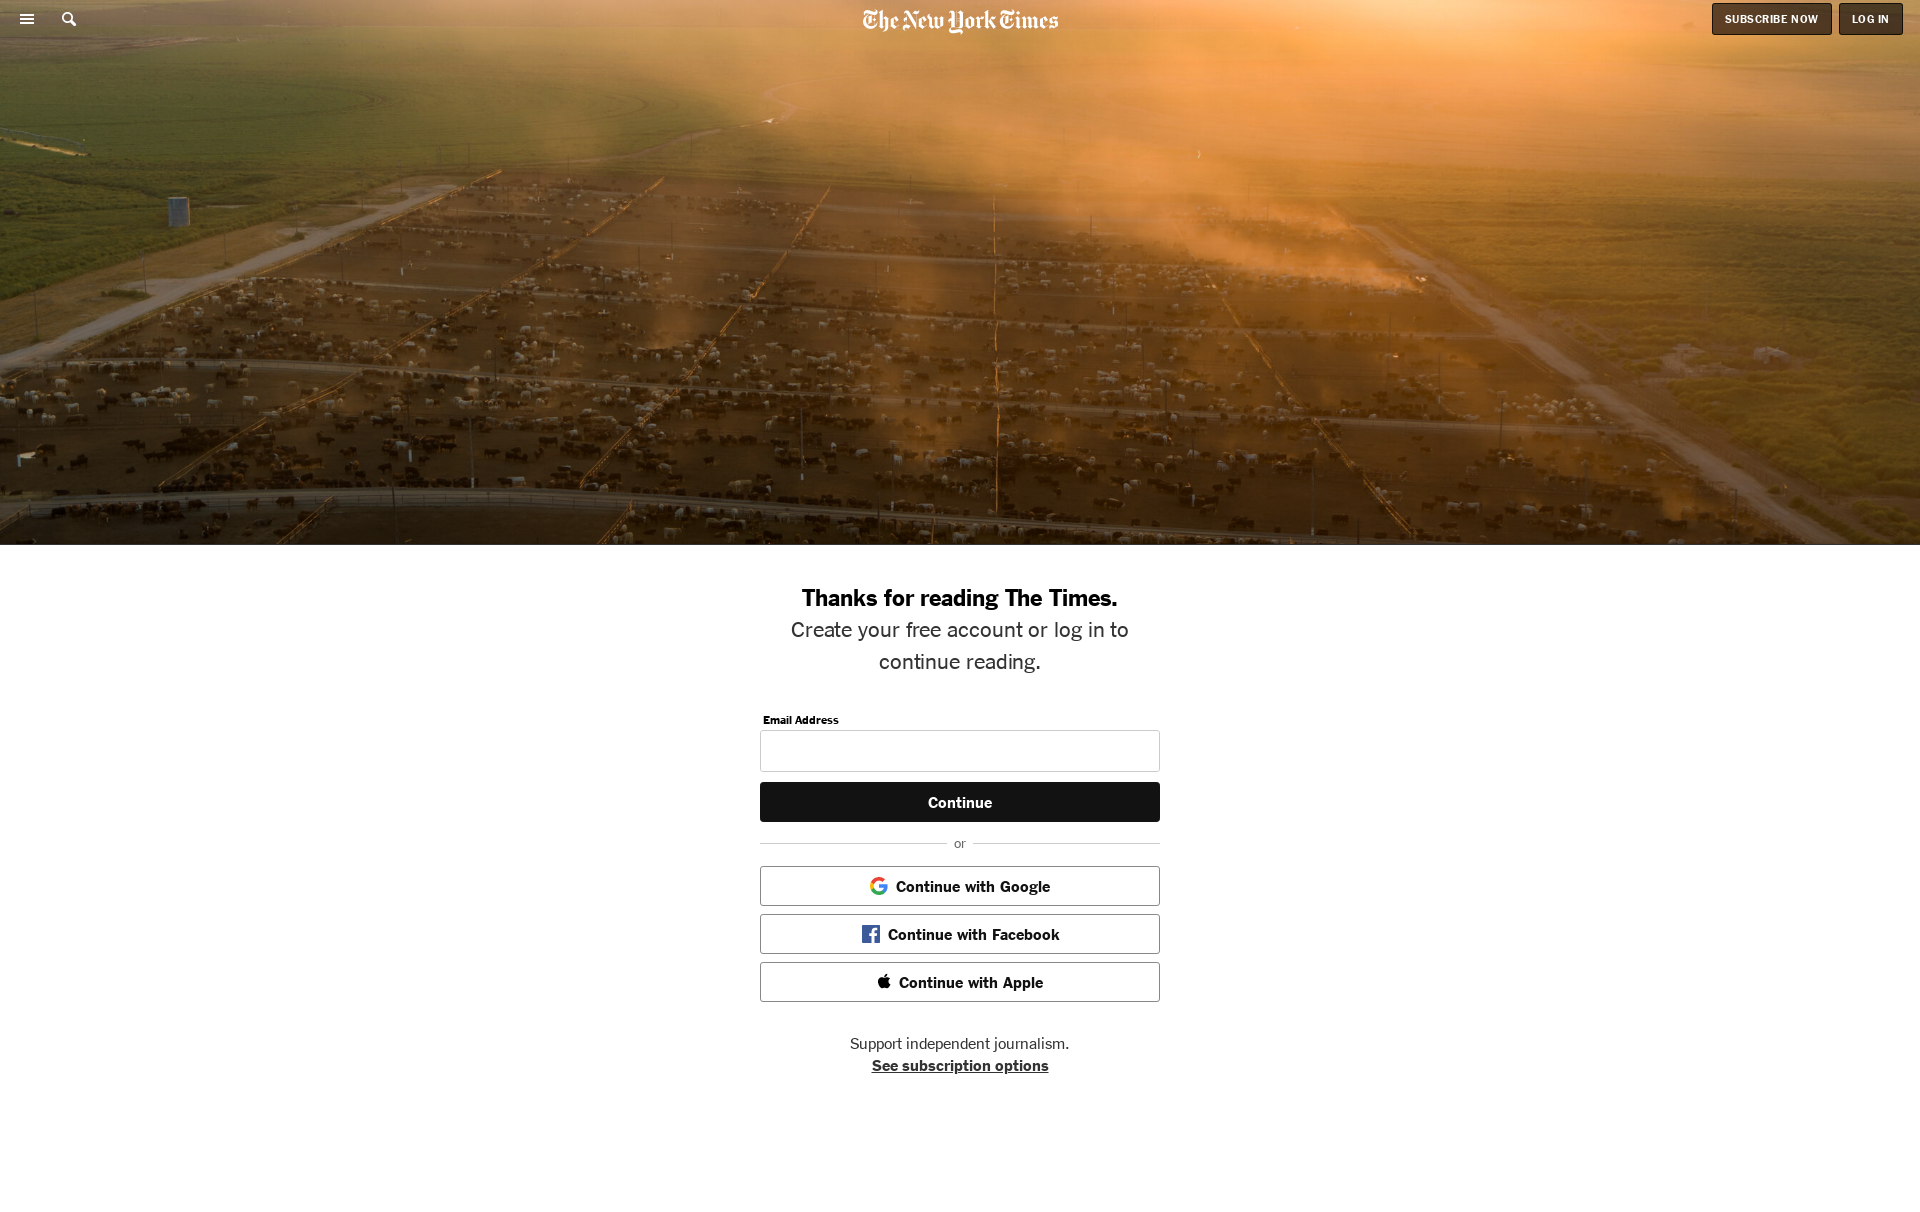 The New York Times
SUBSCRIBE NOW
LOG IN
Thanks for reading The Times.
Create your free account or log in to
continue reading.
Email Address
Continue
or
Continue with Google
Continue with Facebook
Continue with Apple
Support independent journalism.
See subscription options